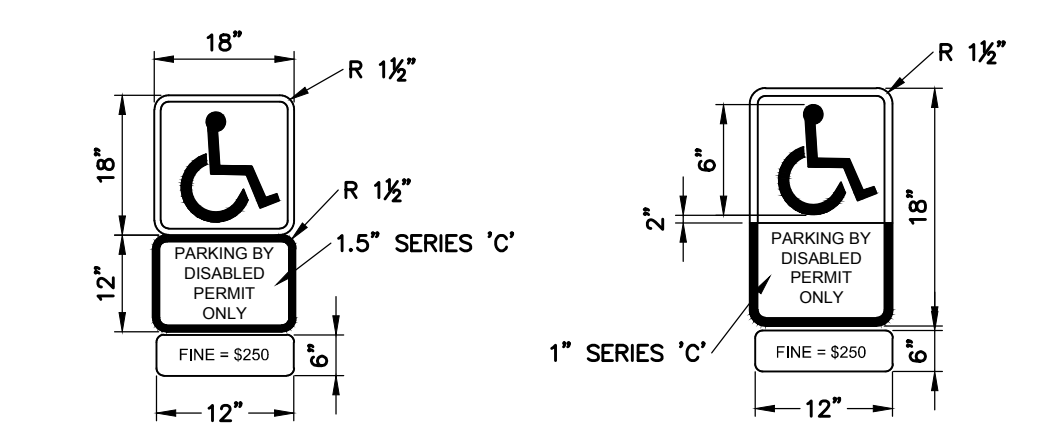 18”
R 1½”
18”
R 1½”
1.5” SERIES 'C'
12”
PARKING BY
DISABLED
PERMIT
ONLY
FINE = $250
6”
12”
R 1½”
6”
2”
18”
PARKING BY
DISABLED
PERMIT
ONLY
1” SERIES 'C'
FINE = $250
6”
12”